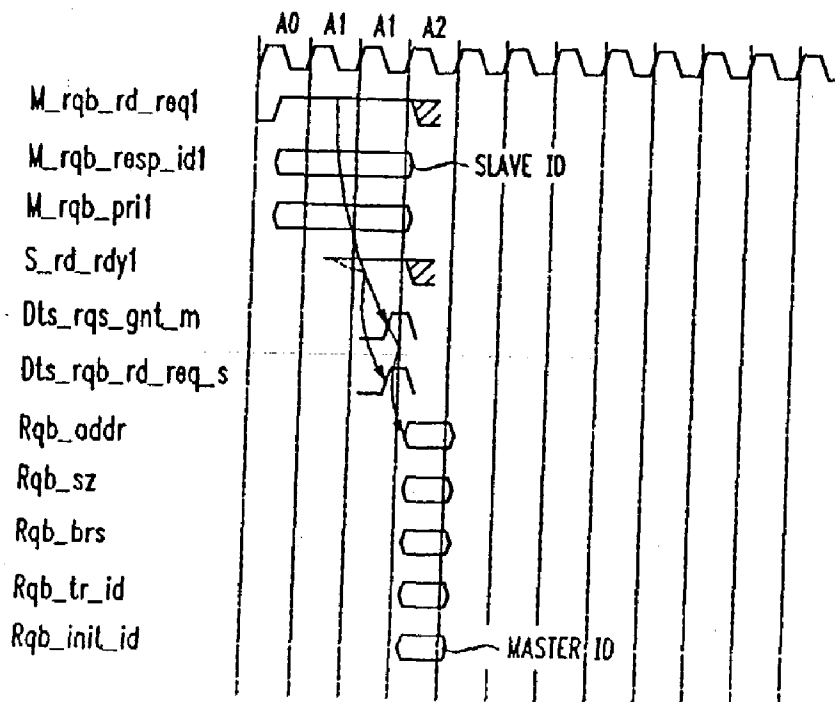 A0 A1 A1 A2
M_rqb_rd_req1
M_rqb_resp_id1
SLAVE ID
M_rqb_pri1
S_rd_rdy1
Dts_rqs_gnt_m
Dts_rqb_rd_req_s
Rqb_addr
Rqb_sz
Rqb_brs
Rqb_tr_id
Rqb_init_id
MASTER ID